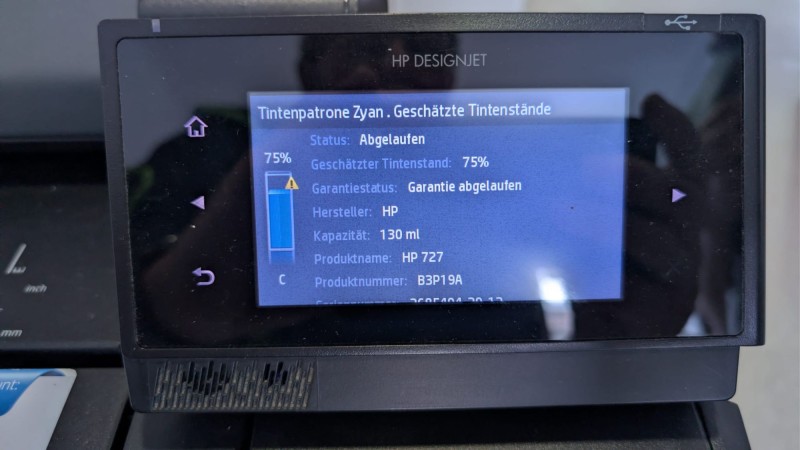 HP DESIGNJET
Tintenpatrone Zyan . Geschätzte Tintenstände
Status: Abgelaufen
75%
Geschätzter Tintenstand: 75%
Garantiestatus: Garantie abgelaufen
Hersteller: HP
Kapazität: 130 ml
Produktname: HP 727
C
Produktnummer: B3P19A
inch
mm